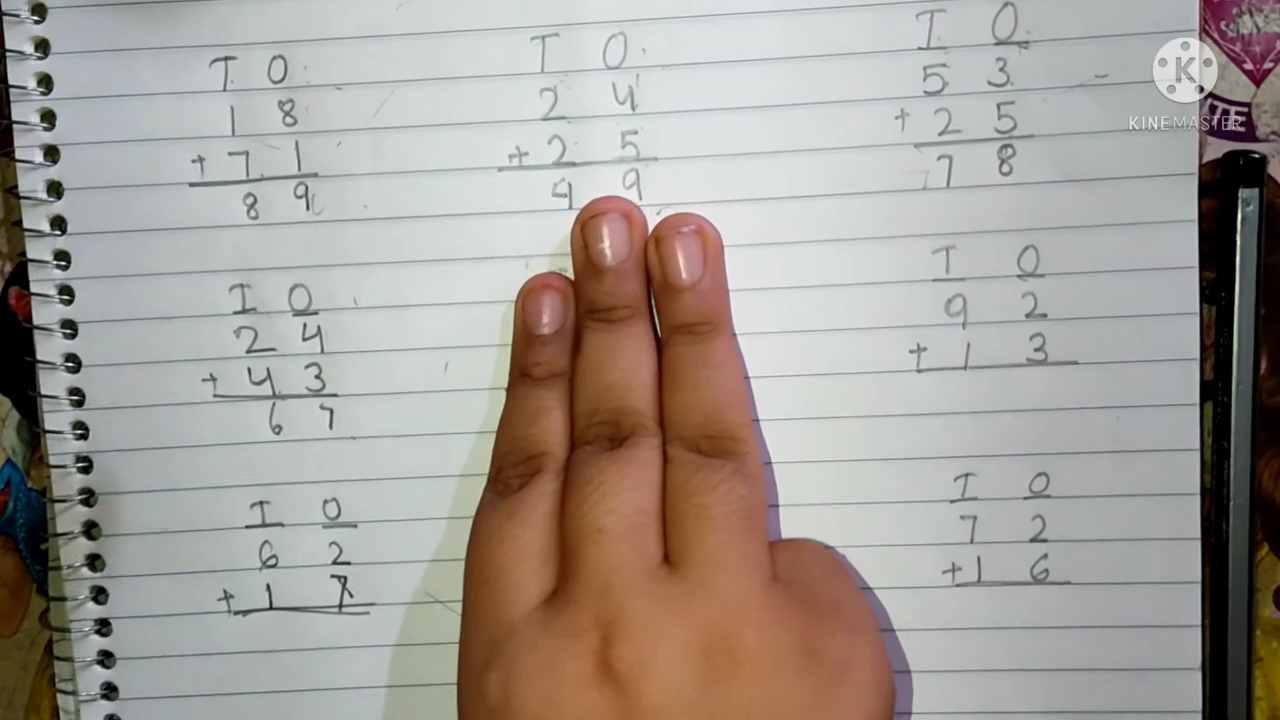 T O
1 8
+ 7 1
8 9
T O
2 4
+ 2 5
4 9
T O
5 3
+ 2 5
7 8
T O
2 4
+ 4 3
6 7
T O
9 2
+ 1 3
T O
6 2
+ 1 7
T O
7 2
+ 1 6
K
KINEMASTER